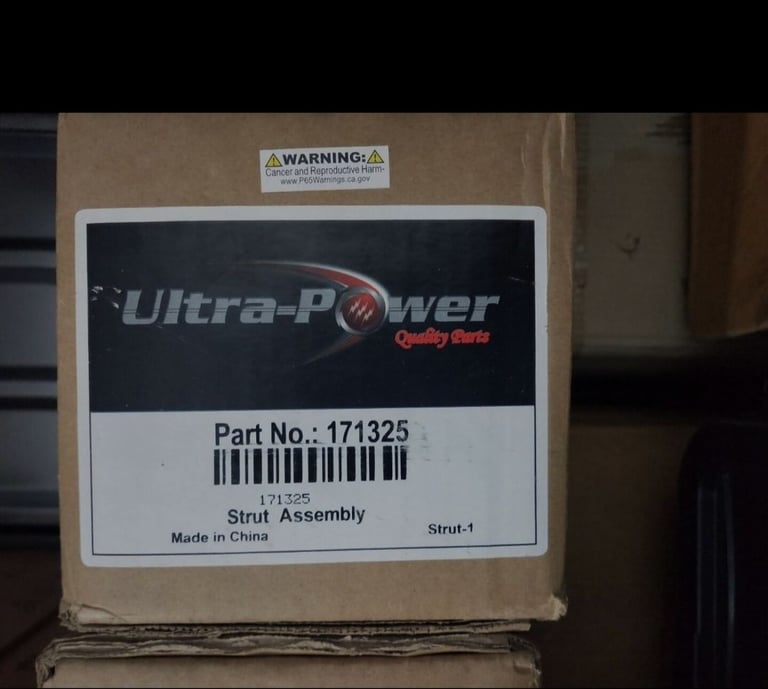 WARNING:
Cancer and Reproductive Harm-
www.P65Warnings.ca.gov
Ultra-Power
Quality Parts
Part No.: 171325
171325
Strut Assembly
Made in China
Strut-1